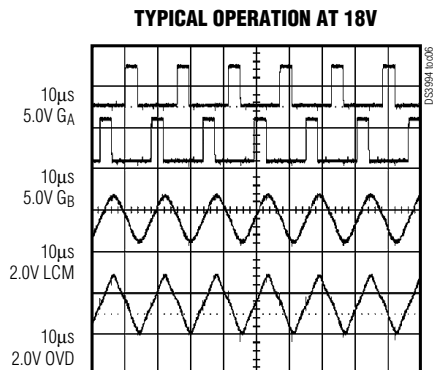 TYPICAL OPERATION AT 18V
DS3994 toc06
10µs
5.0V GA
10µs
5.0V GB
10µs
2.0V LCM
10µs
2.0V OVD